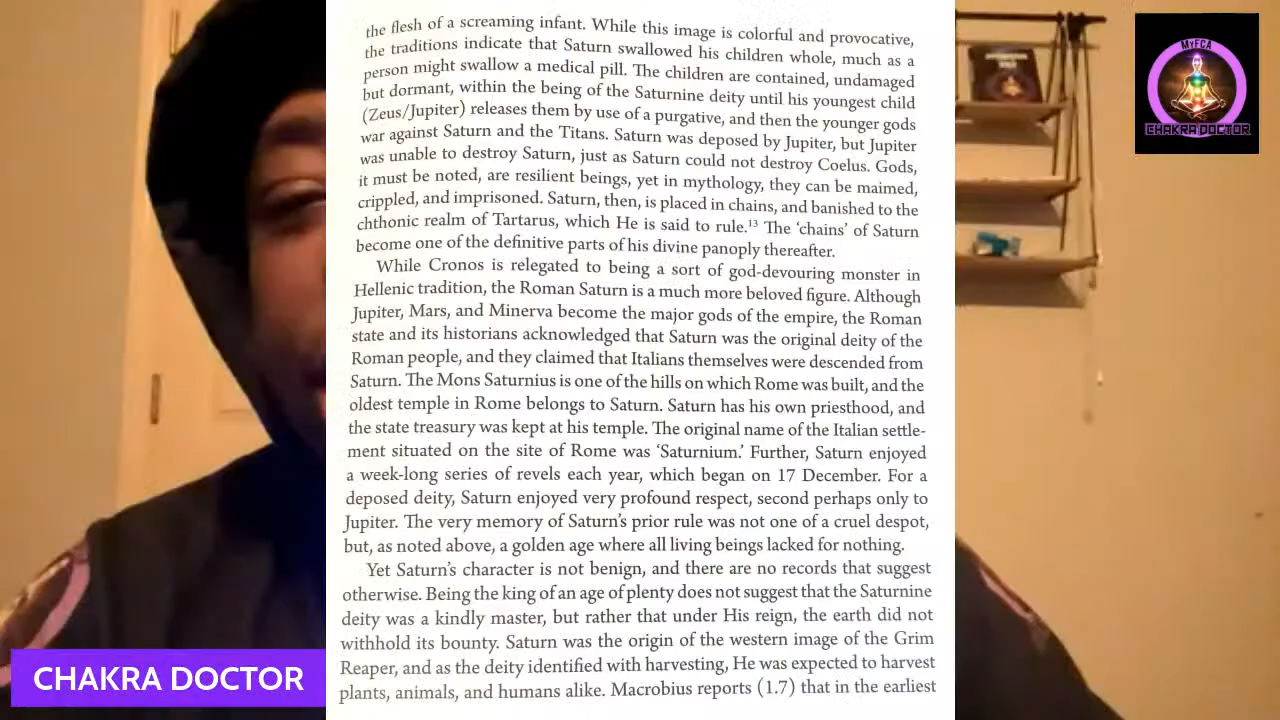 the flesh of a screaming infant. While this image is colorful and provocative,
the traditions indicate that Saturn swallowed his children whole, much as a
person might swallow a medical pill. The children are contained, undamaged
but dormant, within the being of the Saturnine deity until his youngest child
(Zeus/Jupiter) releases them by use of a purgative, and then the younger gods
war against Saturn and the Titans. Saturn was deposed by Jupiter, but Jupiter
was unable to destroy Saturn, just as Saturn could not destroy Coelus. Gods,
it must be noted, are resilient beings, yet in mythology, they can be maimed,
crippled, and imprisoned. Saturn, then, is placed in chains, and banished to the
chthonic realm of Tartarus, which He is said to rule.¹³ The ‘chains’ of Saturn
become one of the definitive parts of his divine panoply thereafter.
While Cronos is relegated to being a sort of god-devouring monster in
Hellenic tradition, the Roman Saturn is a much more beloved figure. Although
Jupiter, Mars, and Minerva become the major gods of the empire, the Roman
state and its historians acknowledged that Saturn was the original deity of the
Roman people, and they claimed that Italians themselves were descended from
Saturn. The Mons Saturnius is one of the hills on which Rome was built, and the
oldest temple in Rome belongs to Saturn. Saturn has his own priesthood, and
the state treasury was kept at his temple. The original name of the Italian settle-
ment situated on the site of Rome was ‘Saturnium.’ Further, Saturn enjoyed
a week-long series of revels each year, which began on 17 December. For a
deposed deity, Saturn enjoyed very profound respect, second perhaps only to
Jupiter. The very memory of Saturn’s prior rule was not one of a cruel despot,
but, as noted above, a golden age where all living beings lacked for nothing.
Yet Saturn’s character is not benign, and there are no records that suggest
otherwise. Being the king of an age of plenty does not suggest that the Saturnine
deity was a kindly master, but rather that under His reign, the earth did not
withhold its bounty. Saturn was the origin of the western image of the Grim
Reaper, and as the deity identified with harvesting, He was expected to harvest
plants, animals, and humans alike. Macrobius reports (1.7) that in the earliest
MYFCA
CHAKRA DOCTOR
CHAKRA DOCTOR